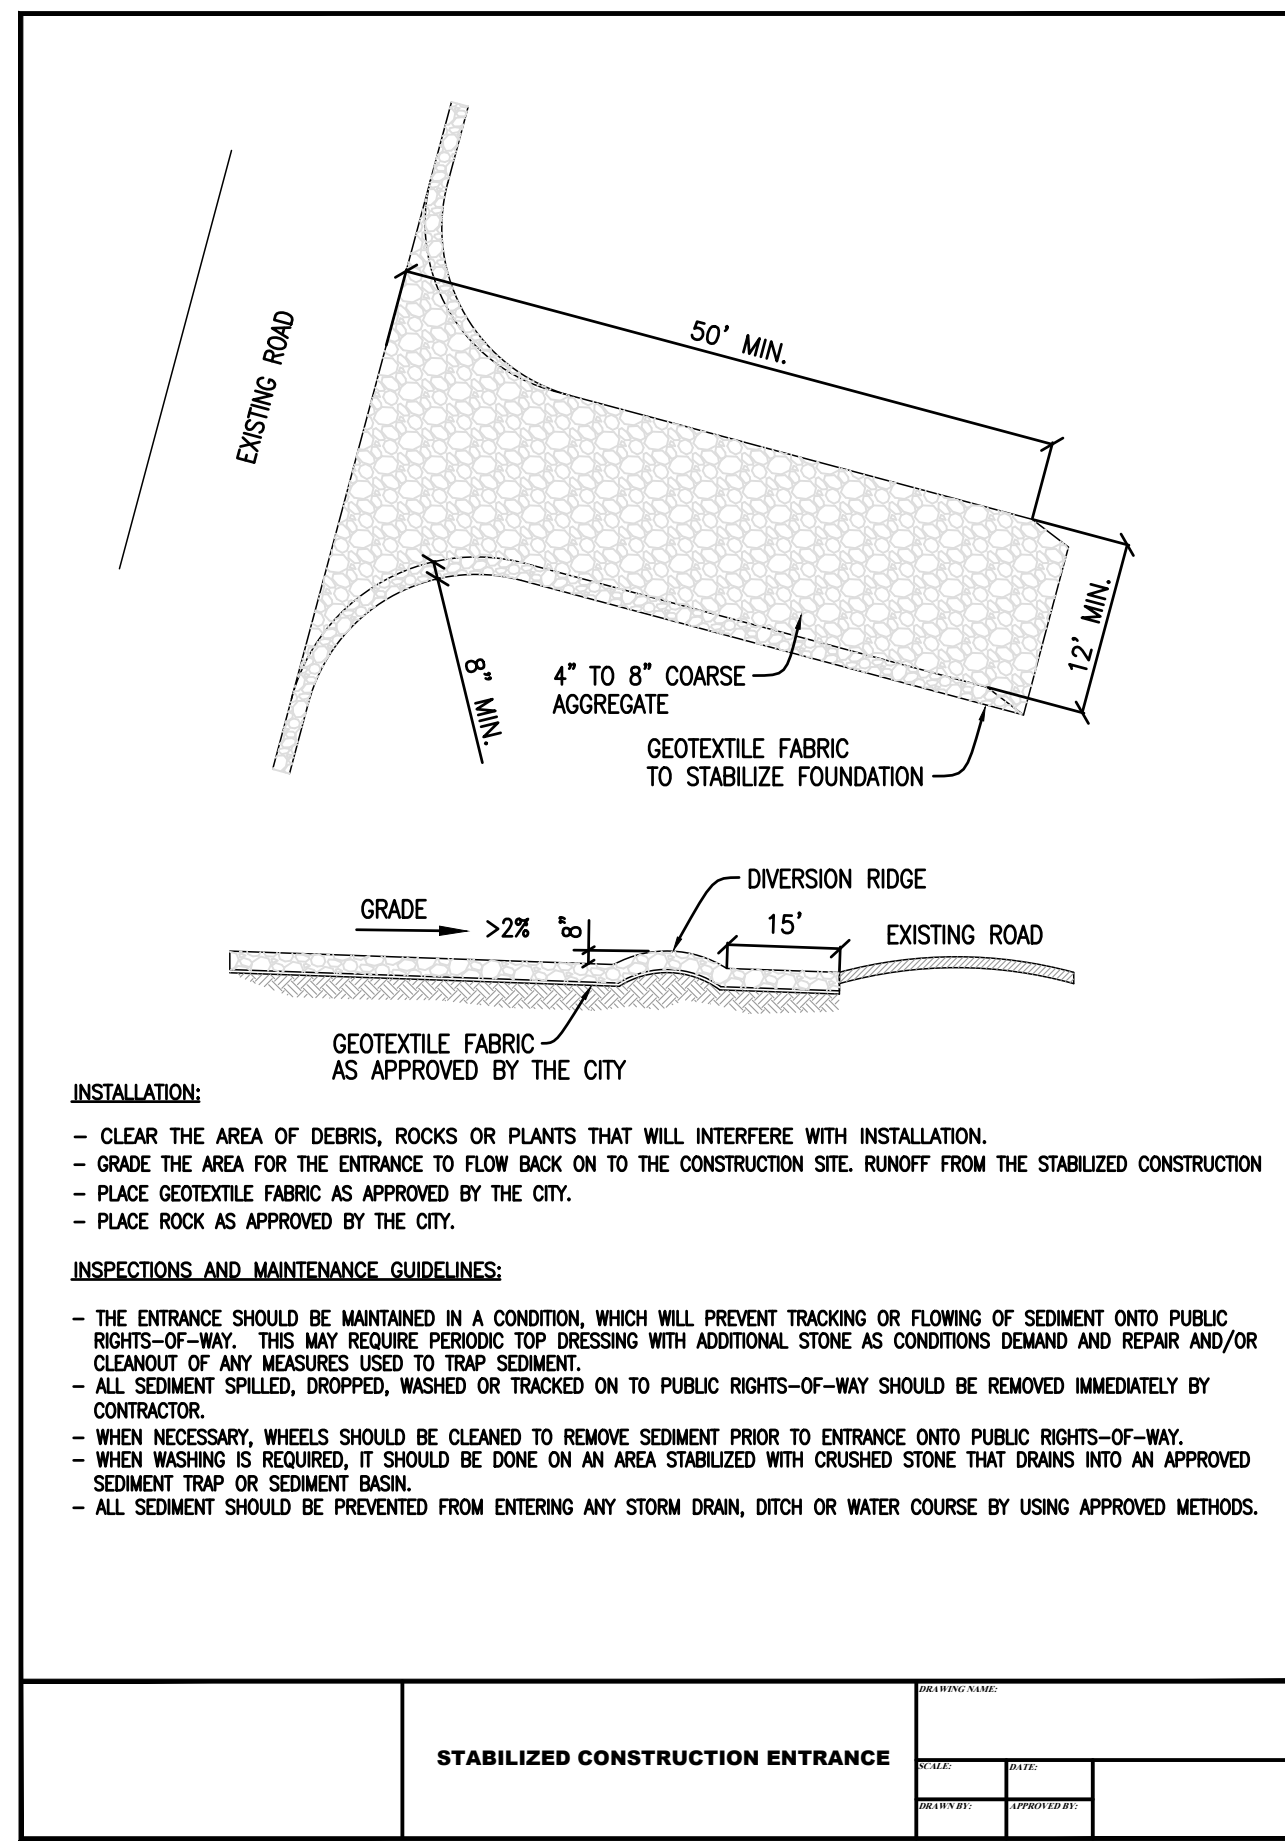 50' MIN.
EXISTING ROAD
12' MIN.
8" MIN.
4" TO 8" COARSE
AGGREGATE
GEOTEXTILE FABRIC
TO STABILIZE FOUNDATION
DIVERSION RIDGE
GRADE
>2%
8"
15'
EXISTING ROAD
GEOTEXTILE FABRIC
AS APPROVED BY THE CITY
INSTALLATION:
– CLEAR THE AREA OF DEBRIS, ROCKS OR PLANTS THAT WILL INTERFERE WITH INSTALLATION.
– GRADE THE AREA FOR THE ENTRANCE TO FLOW BACK ON TO THE CONSTRUCTION SITE. RUNOFF FROM THE STABILIZED CONSTRUCTION
– PLACE GEOTEXTILE FABRIC AS APPROVED BY THE CITY.
– PLACE ROCK AS APPROVED BY THE CITY.
INSPECTIONS AND MAINTENANCE GUIDELINES:
– THE ENTRANCE SHOULD BE MAINTAINED IN A CONDITION, WHICH WILL PREVENT TRACKING OR FLOWING OF SEDIMENT ONTO PUBLIC
RIGHTS–OF–WAY. THIS MAY REQUIRE PERIODIC TOP DRESSING WITH ADDITIONAL STONE AS CONDITIONS DEMAND AND REPAIR AND/OR
CLEANOUT OF ANY MEASURES USED TO TRAP SEDIMENT.
– ALL SEDIMENT SPILLED, DROPPED, WASHED OR TRACKED ON TO PUBLIC RIGHTS–OF–WAY SHOULD BE REMOVED IMMEDIATELY BY
CONTRACTOR.
– WHEN NECESSARY, WHEELS SHOULD BE CLEANED TO REMOVE SEDIMENT PRIOR TO ENTRANCE ONTO PUBLIC RIGHTS–OF–WAY.
– WHEN WASHING IS REQUIRED, IT SHOULD BE DONE ON AN AREA STABILIZED WITH CRUSHED STONE THAT DRAINS INTO AN APPROVED
SEDIMENT TRAP OR SEDIMENT BASIN.
– ALL SEDIMENT SHOULD BE PREVENTED FROM ENTERING ANY STORM DRAIN, DITCH OR WATER COURSE BY USING APPROVED METHODS.
STABILIZED CONSTRUCTION ENTRANCE
DRAWING NAME:
SCALE:
DATE:
DRAWN BY:
APPROVED BY: